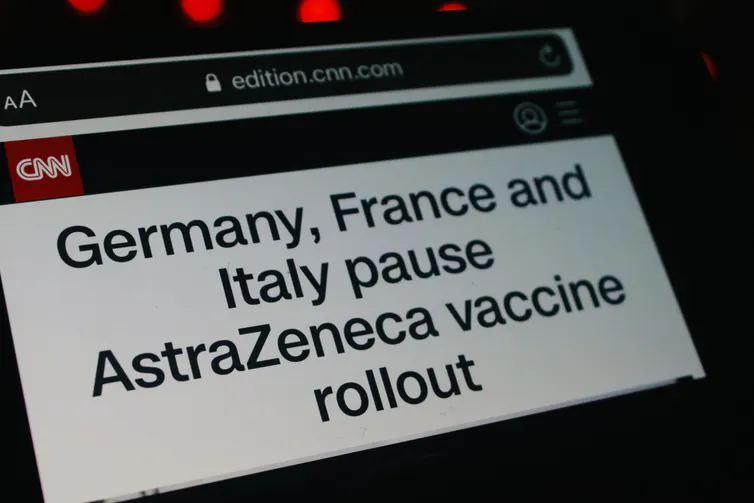 AA edition.cnn.com
CNN
Germany, France and
Italy pause
AstraZeneca vaccine
rollout